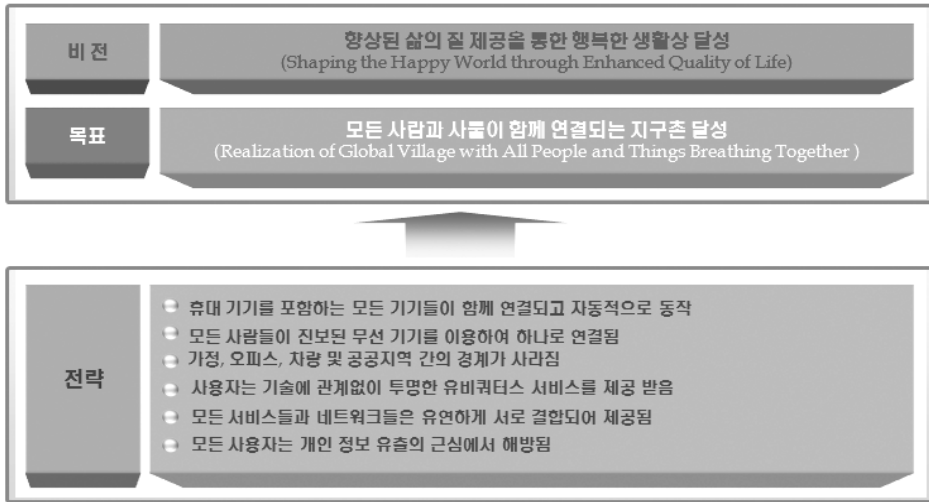 비 전
향상된 삶의 질 제공을 통한 행복한 생활상 달성
(Shaping the Happy World through Enhanced Quality of Life)
목표
모든 사람과 사물이 함께 연결되는 지구촌 달성
(Realization of Global Village with All People and Things Breathing Together )
전략
휴대 기기를 포함하는 모든 기기들이 함께 연결되고 자동적으로 동작
모든 사람들이 진보된 무선 기기를 이용하여 하나로 연결됨
가정, 오피스, 차량 및 공공지역 간의 경계가 사라짐
사용자는 기술에 관계없이 투명한 유비쿼터스 서비스를 제공 받음
모든 서비스들과 네트워크들은 유연하게 서로 결합되어 제공됨
모든 사용자는 개인 정보 유출의 근심에서 해방됨